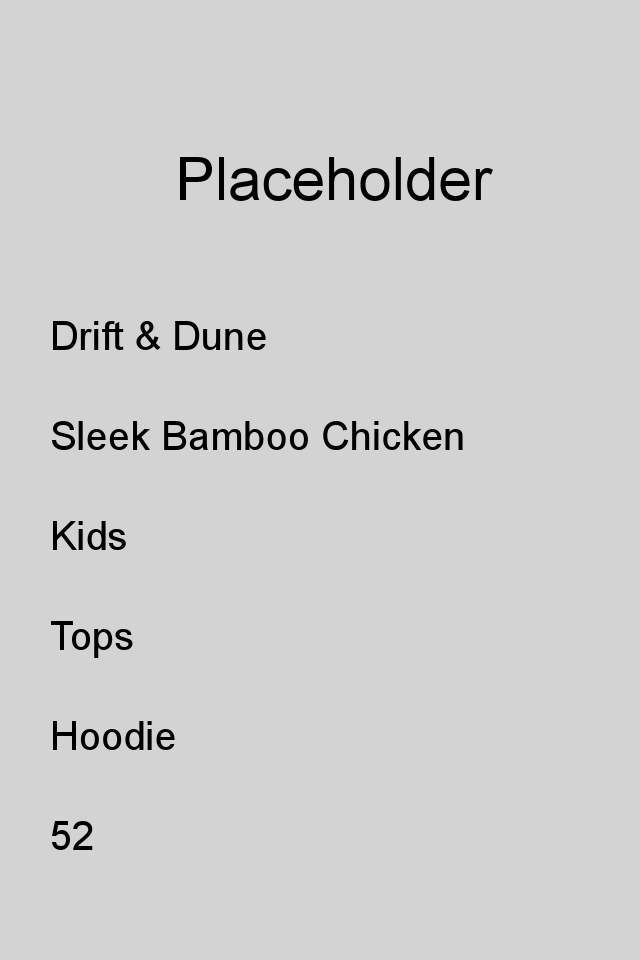 Placeholder
Drift & Dune
Sleek Bamboo Chicken
Kids
Tops
Hoodie
52